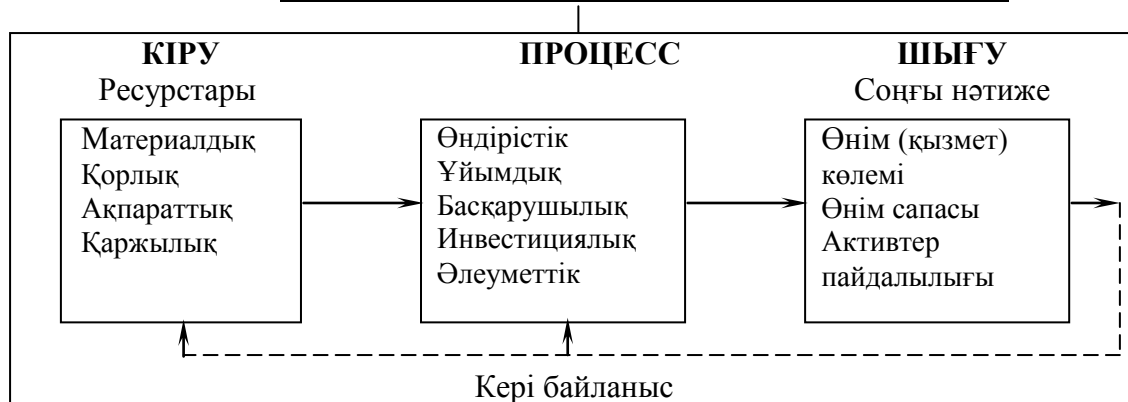 КІРУ
Ресурстары
Материалдық
Қорлық
Ақпараттық
Қаржылық
ПРОЦЕСС
Өндірістік
Ұйымдық
Басқарушылық
Инвестициялық
Әлеуметтік
ШЫҒУ
Соңғы нәтиже
Өнім (қызмет)
көлемі
Өнім сапасы
Активтер
пайдалылығы
Кері байланыс